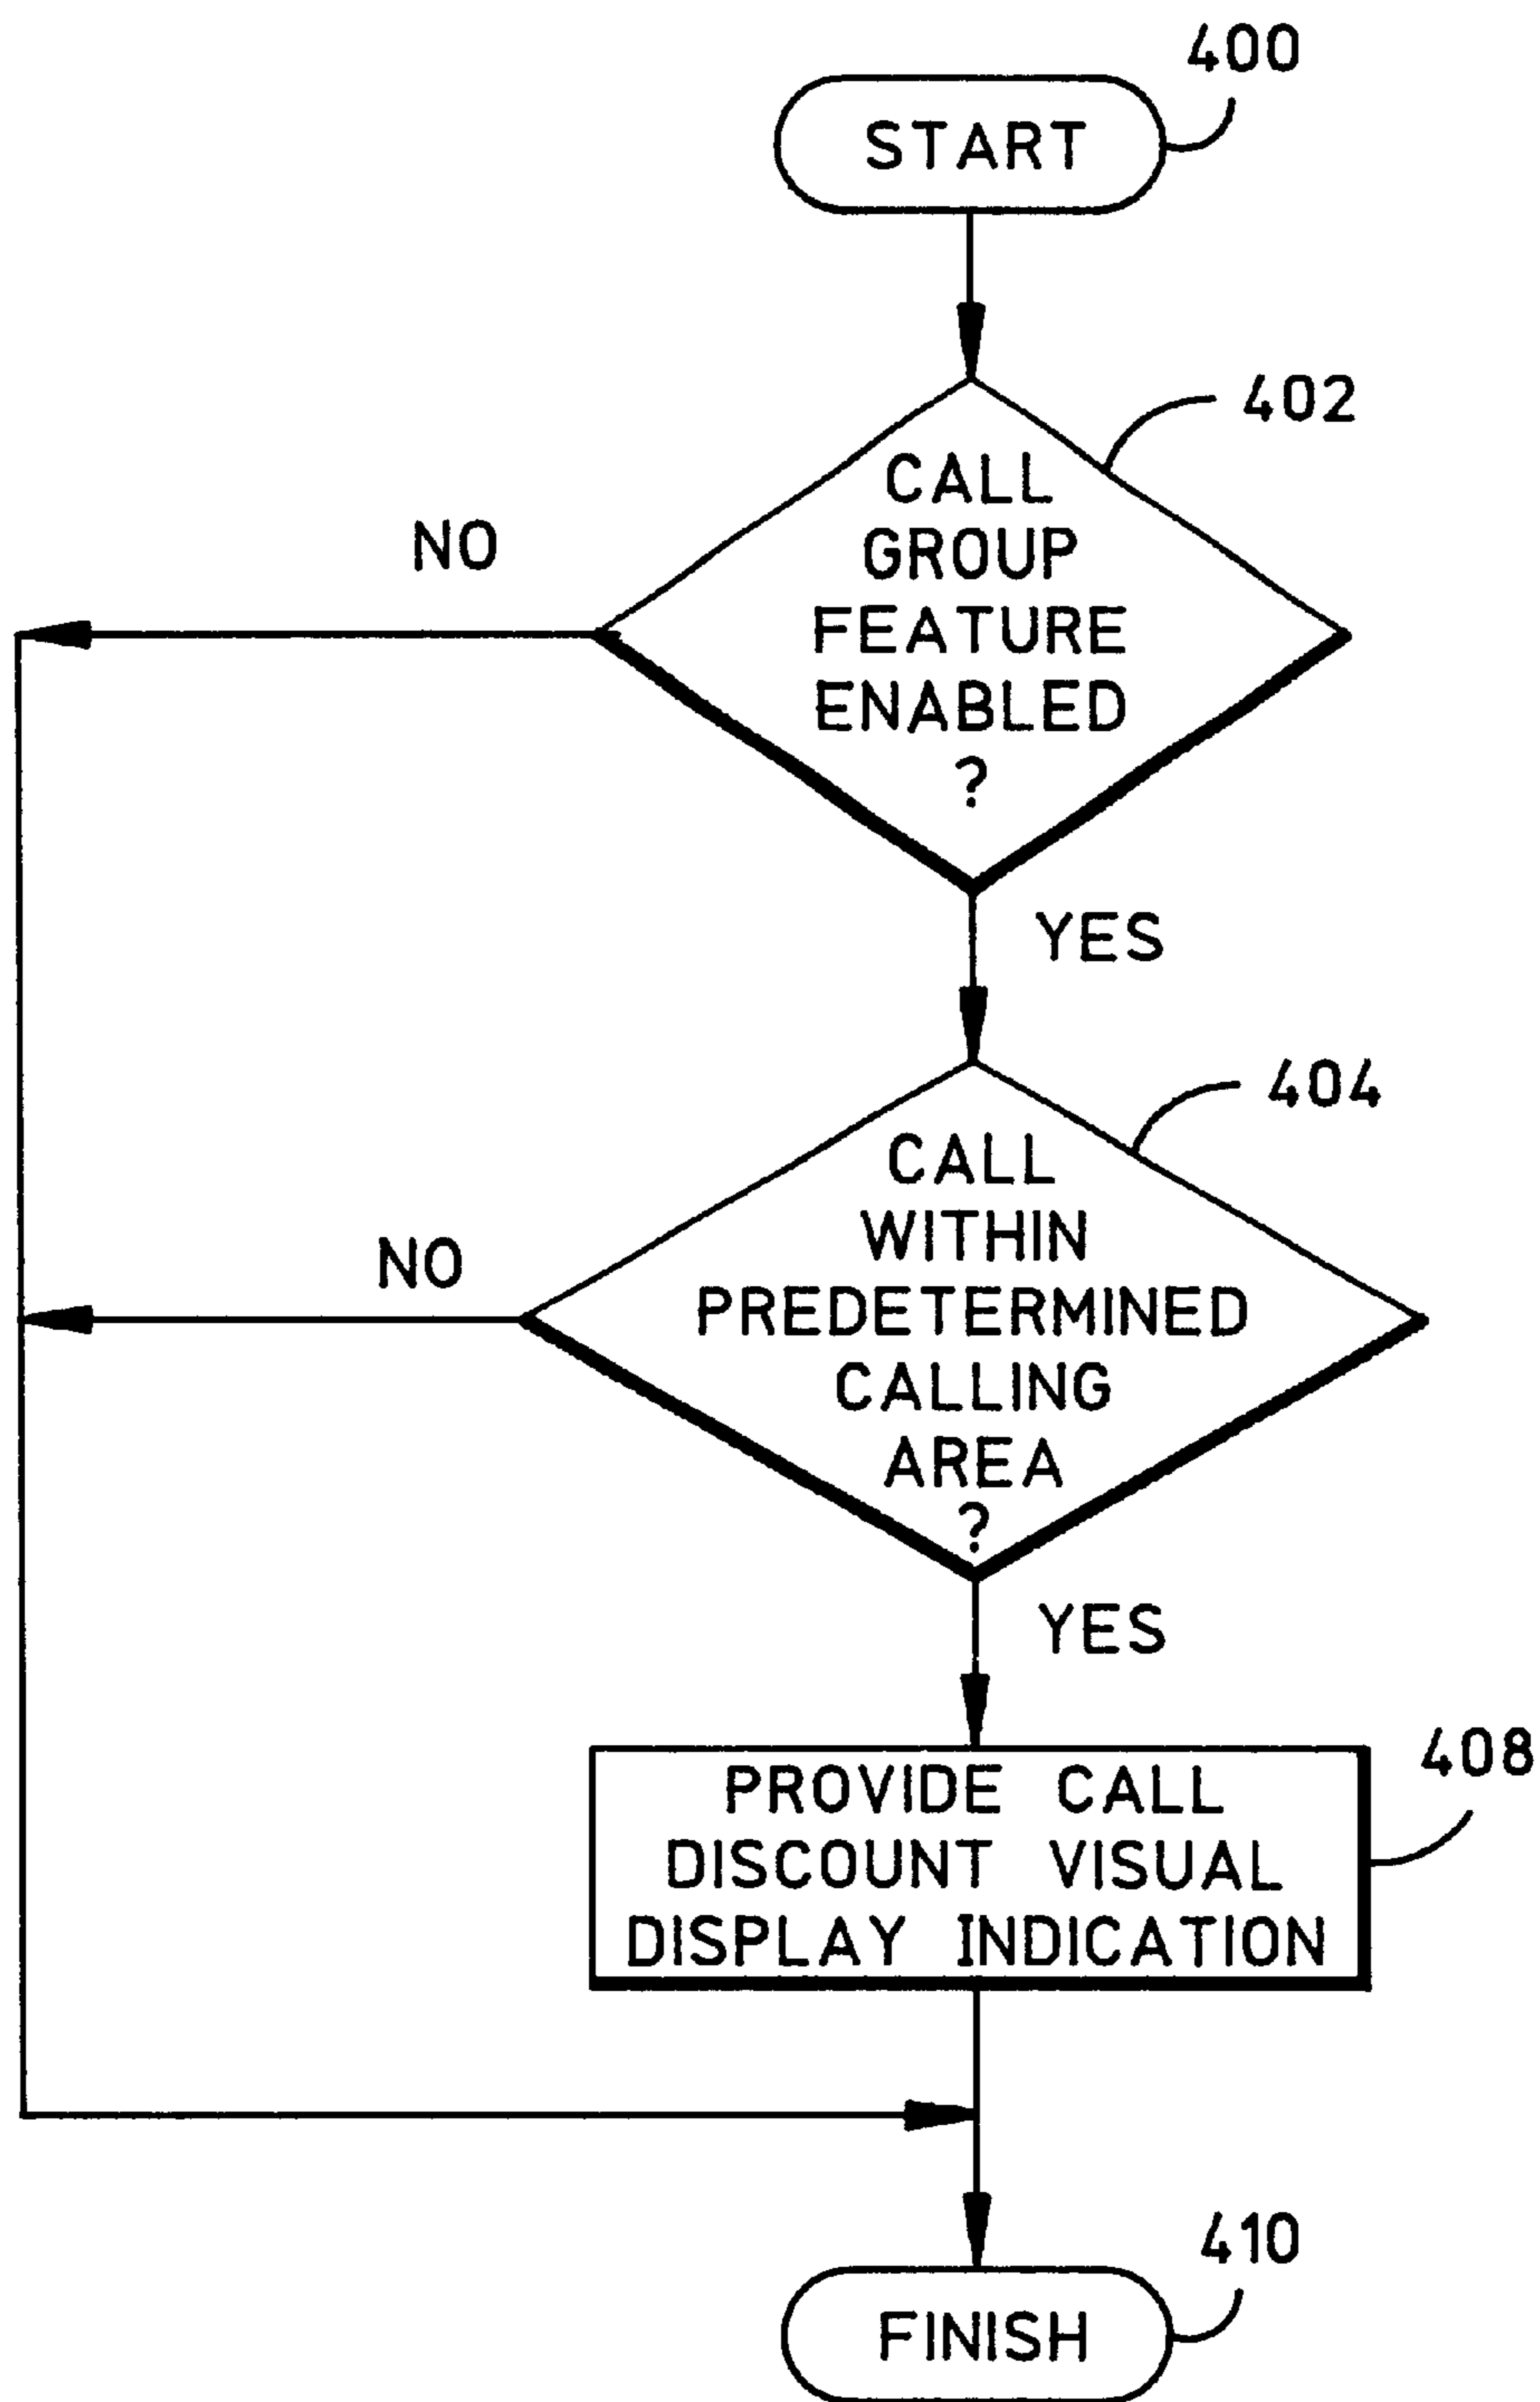 400
START
402
CALL
GROUP
FEATURE
ENABLED
?
NO
YES
404
CALL
WITHIN
PREDETERMINED
CALLING
AREA
?
NO
YES
408
PROVIDE CALL
DISCOUNT VISUAL
DISPLAY INDICATION
410
FINISH